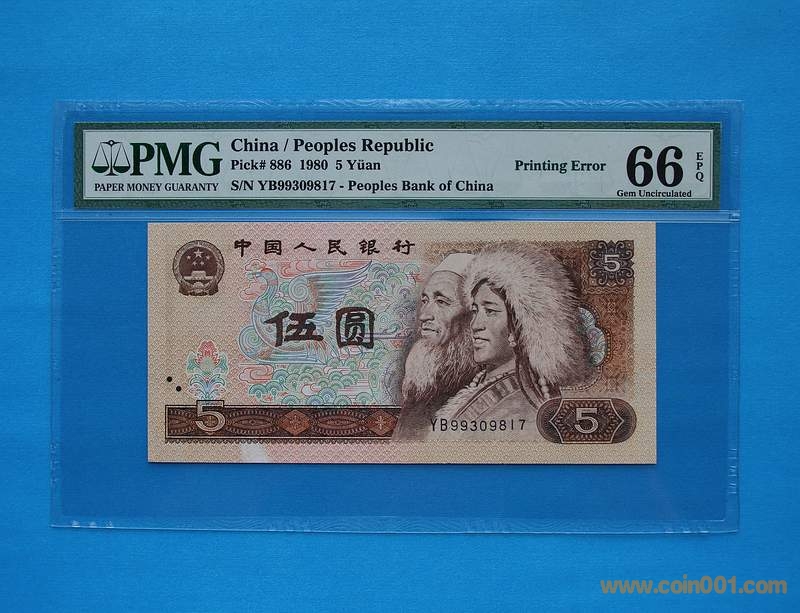 PMG
PAPER MONEY GUARANTY
China / Peoples Republic
Pick# 886 1980 5 Yüan
S/N YB99309817 - Peoples Bank of China
Printing Error
66
EPQ
Gem Uncirculated
中国人民银行
5
伍圆
5
YB99309817
5
www.coin001.com